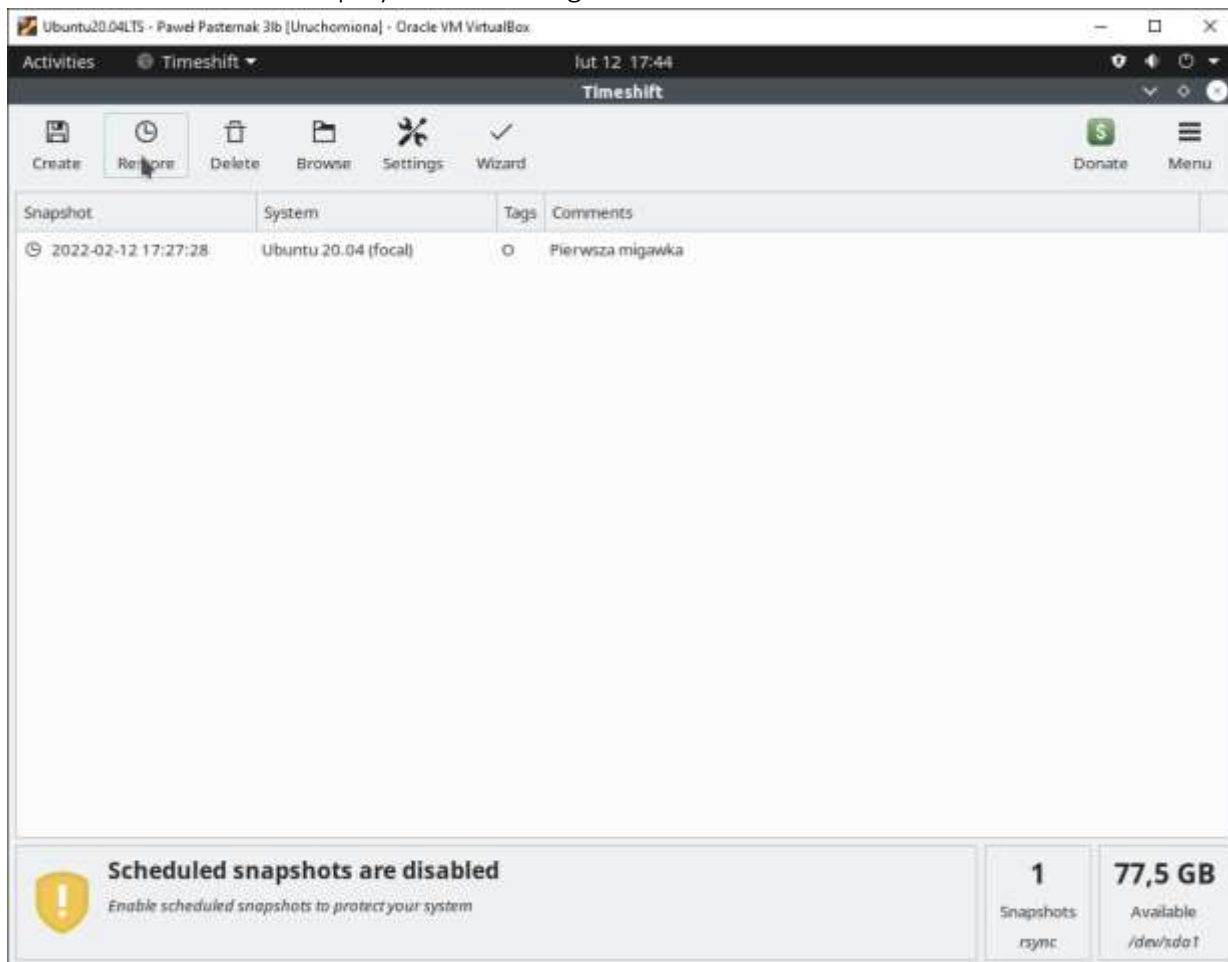 Ubuntu20.04LTS - Paweł Pasternak 3lb [Uruchomiona] - Oracle VM VirtualBox
Activities Timeshift lut 12 17:44
Timeshift
Create Restore Delete Browse Settings Wizard Donate Menu
Snapshot System Tags Comments
2022-02-12 17:27:28 Ubuntu 20.04 (focal) O Pierwsza migawka
Scheduled snapshots are disabled
Enable scheduled snapshots to protect your system
1
Snapshots
rsync
77,5 GB
Available
/dev/sda1